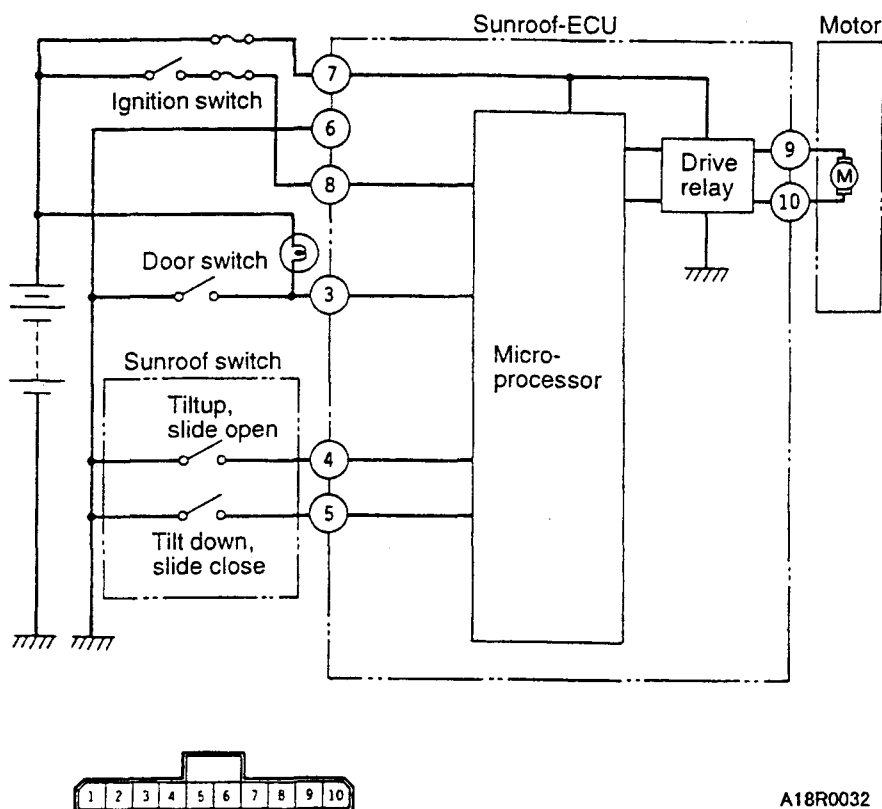 Sunroof-ECU
Motor
7
Ignition switch
6
8
9
Drive
relay
M
10
Door switch
3
Micro-
processor
Sunroof switch
Tiltup,
slide open
4
5
Tilt down,
slide close
1 2 3 4 5 6 7 8 9 10
A18R0032